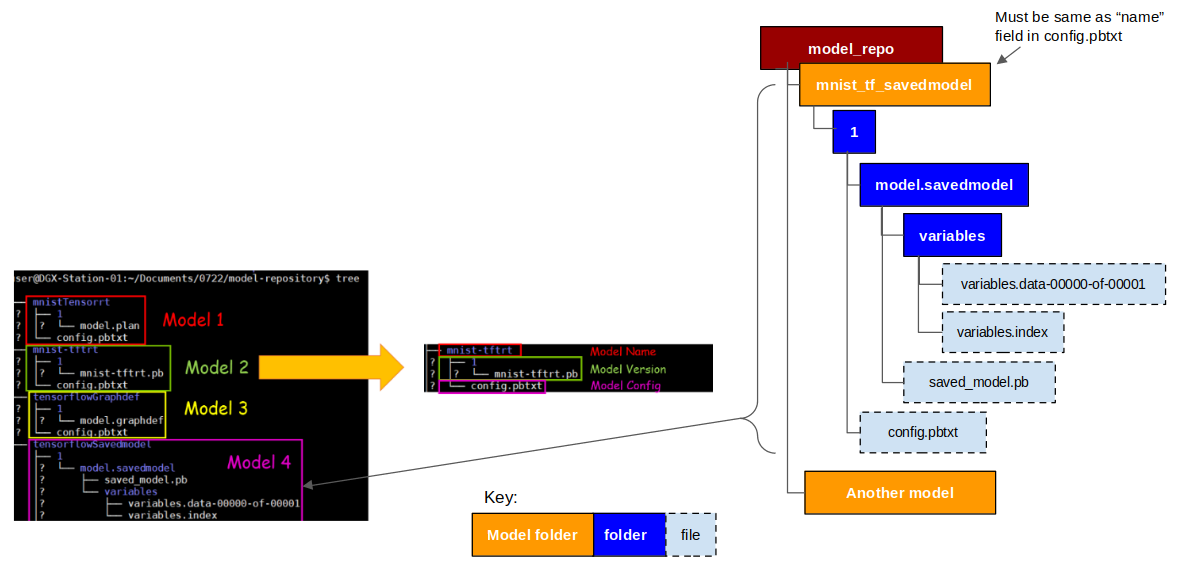 Must be same as “name”
field in config.pbtxt
model_repo
mnist_tf_savedmodel
1
model.savedmodel
variables
variables.data-00000-of-00001
variables.index
saved_model.pb
config.pbtxt
Another model
user@DGX-Station-01:~/Documents/0722/model-repository$ tree
── mnistTensorrt
? ├── 1
? │? └── model.plan
? └── config.pbtxt
Model 1
── mnist-tftrt
? ├── 1
? │? └── mnist-tftrt.pb
? └── config.pbtxt
Model 2
── tensorflowGraphdef
? ├── 1
? │? └── model.graphdef
? └── config.pbtxt
Model 3
── tensorflowSavedmodel
├── 1
? └── model.savedmodel
? ├── saved_model.pb
? └── variables
? ├── variables.data-00000-of-00001
? └── variables.index
Model 4
├── mnist-tftrt Model Name
? ├── 1 Model Version
? │? └── mnist-tftrt.pb
? └── config.pbtxt Model Config
Key:
Model folder
folder
file